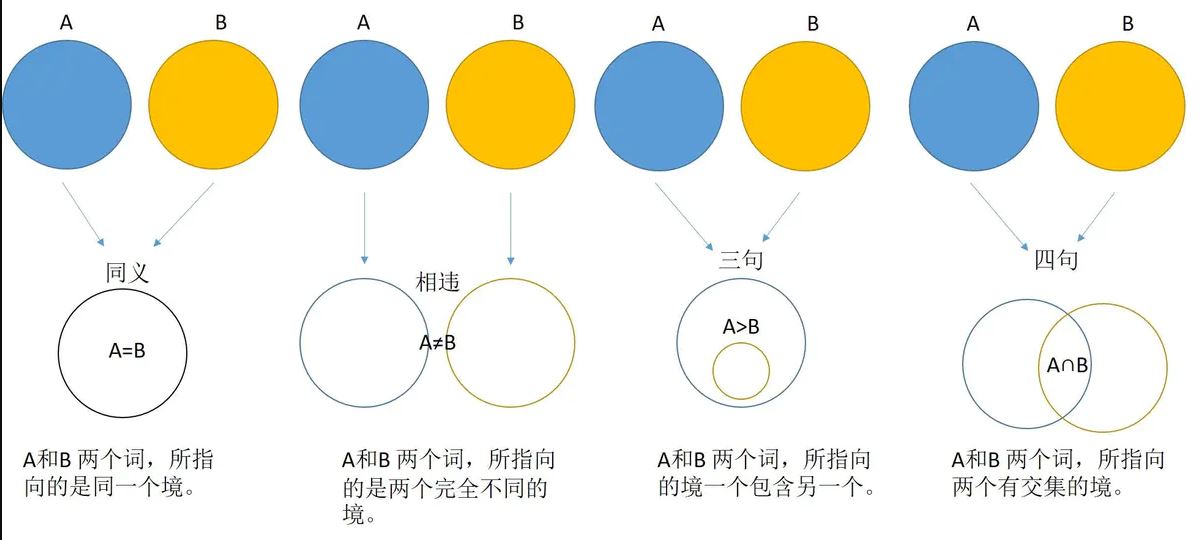 A B A B A B A B
同义
A=B
A和B 两个词，所指
向的是同一个境。
相违
A≠B
A和B 两个词，所指向
的是两个完全不同的
境。
三句
A>B
A和B 两个词，所指向
的境一个包含另一个。
四句
A∩B
A和B 两个词，所指向
两个有交集的境。